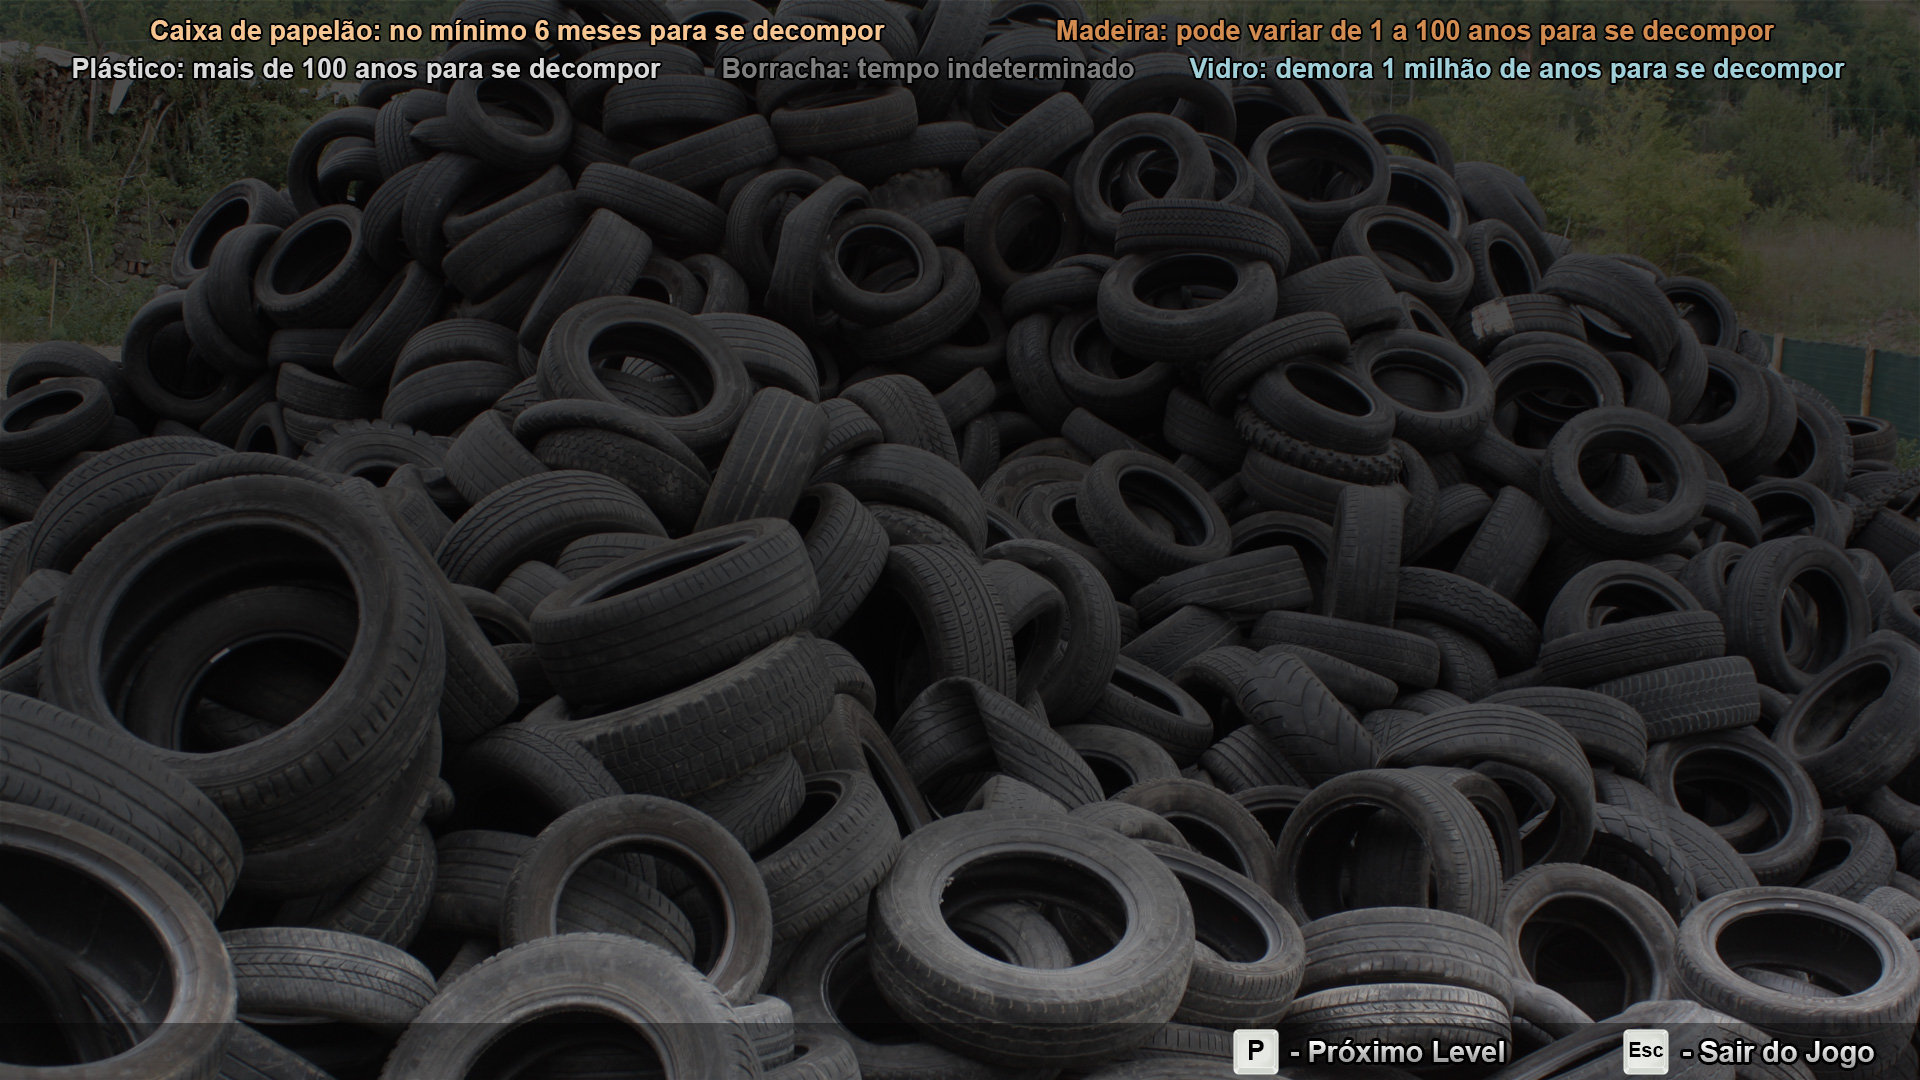 Caixa de papelão: no mínimo 6 meses para se decompor
Madeira: pode variar de 1 a 100 anos para se decompor
Plástico: mais de 100 anos para se decompor
Borracha: tempo indeterminado
Vidro: demora 1 milhão de anos para se decompor
P - Próximo Level
Esc - Sair do Jogo